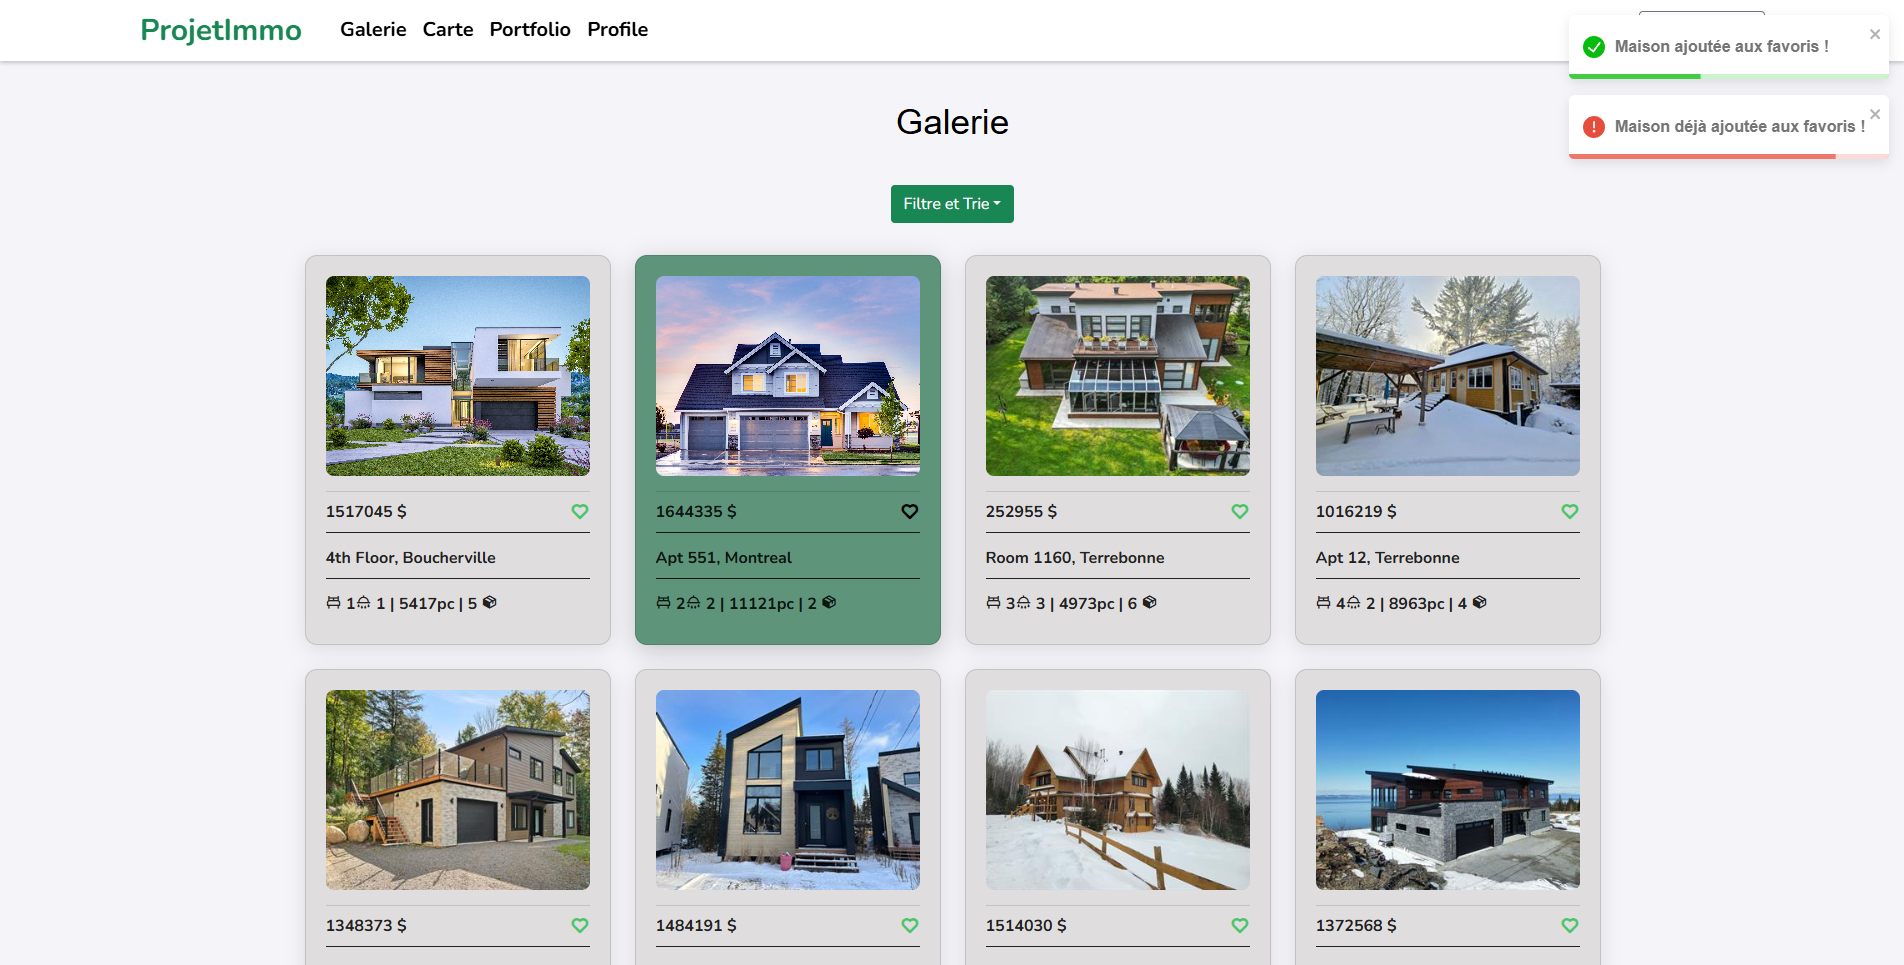 ProjetImmo Galerie Carte Portfolio Profile
Maison ajoutée aux favoris !
Maison déjà ajoutée aux favoris !
Galerie
Filtre et Trie
1517045 $
4th Floor, Boucherville
1 1 | 5417pc | 5
1644335 $
Apt 551, Montreal
2 2 | 11121pc | 2
252955 $
Room 1160, Terrebonne
3 3 | 4973pc | 6
1016219 $
Apt 12, Terrebonne
4 2 | 8963pc | 4
1348373 $
1484191 $
1514030 $
1372568 $